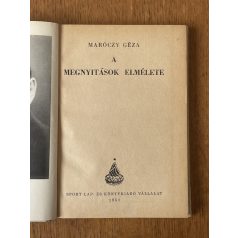 MARÓCZY GÉZA
A
MEGNYITÁSOK ELMÉLETE
SPORT LAP- ÉS KÖNYVKIADÓ VÁLLALAT